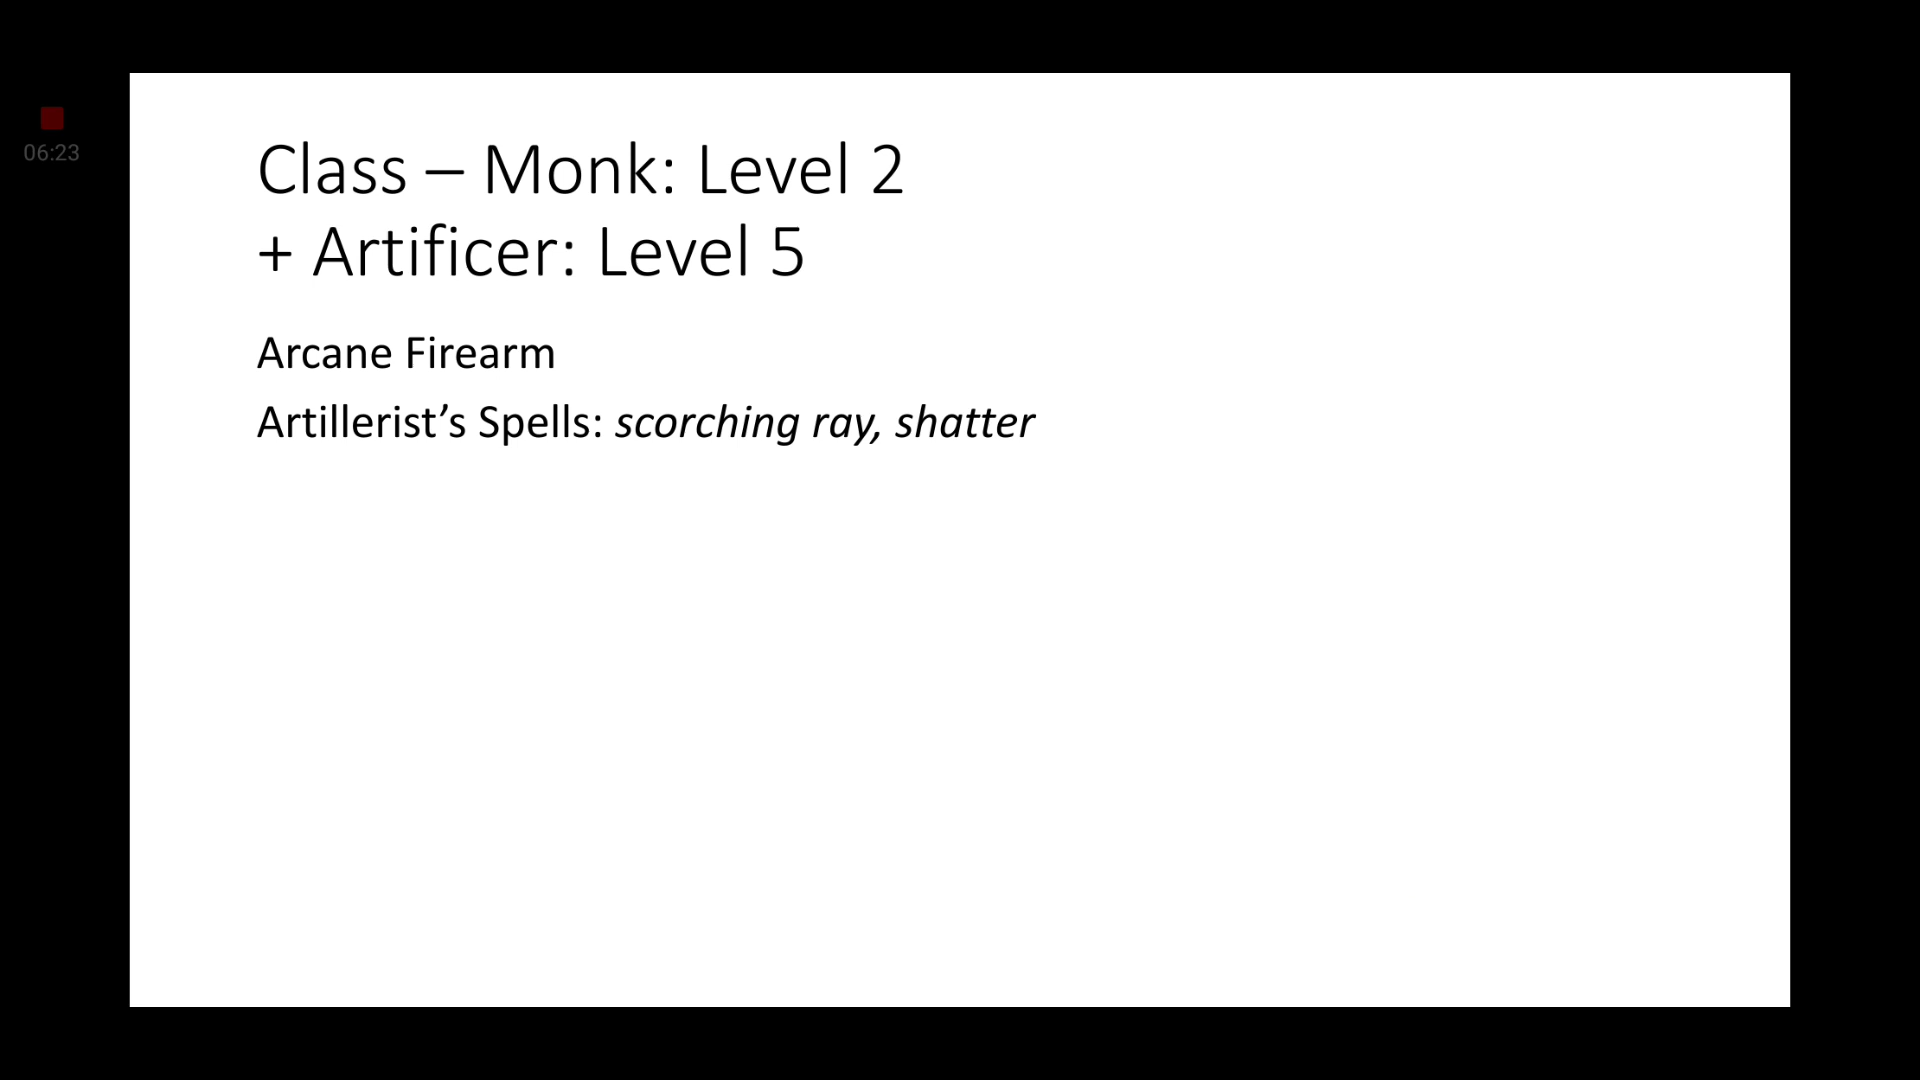 06:23
Class – Monk: Level 2
+ Artificer: Level 5
Arcane Firearm
Artillerist’s Spells: scorching ray, shatter